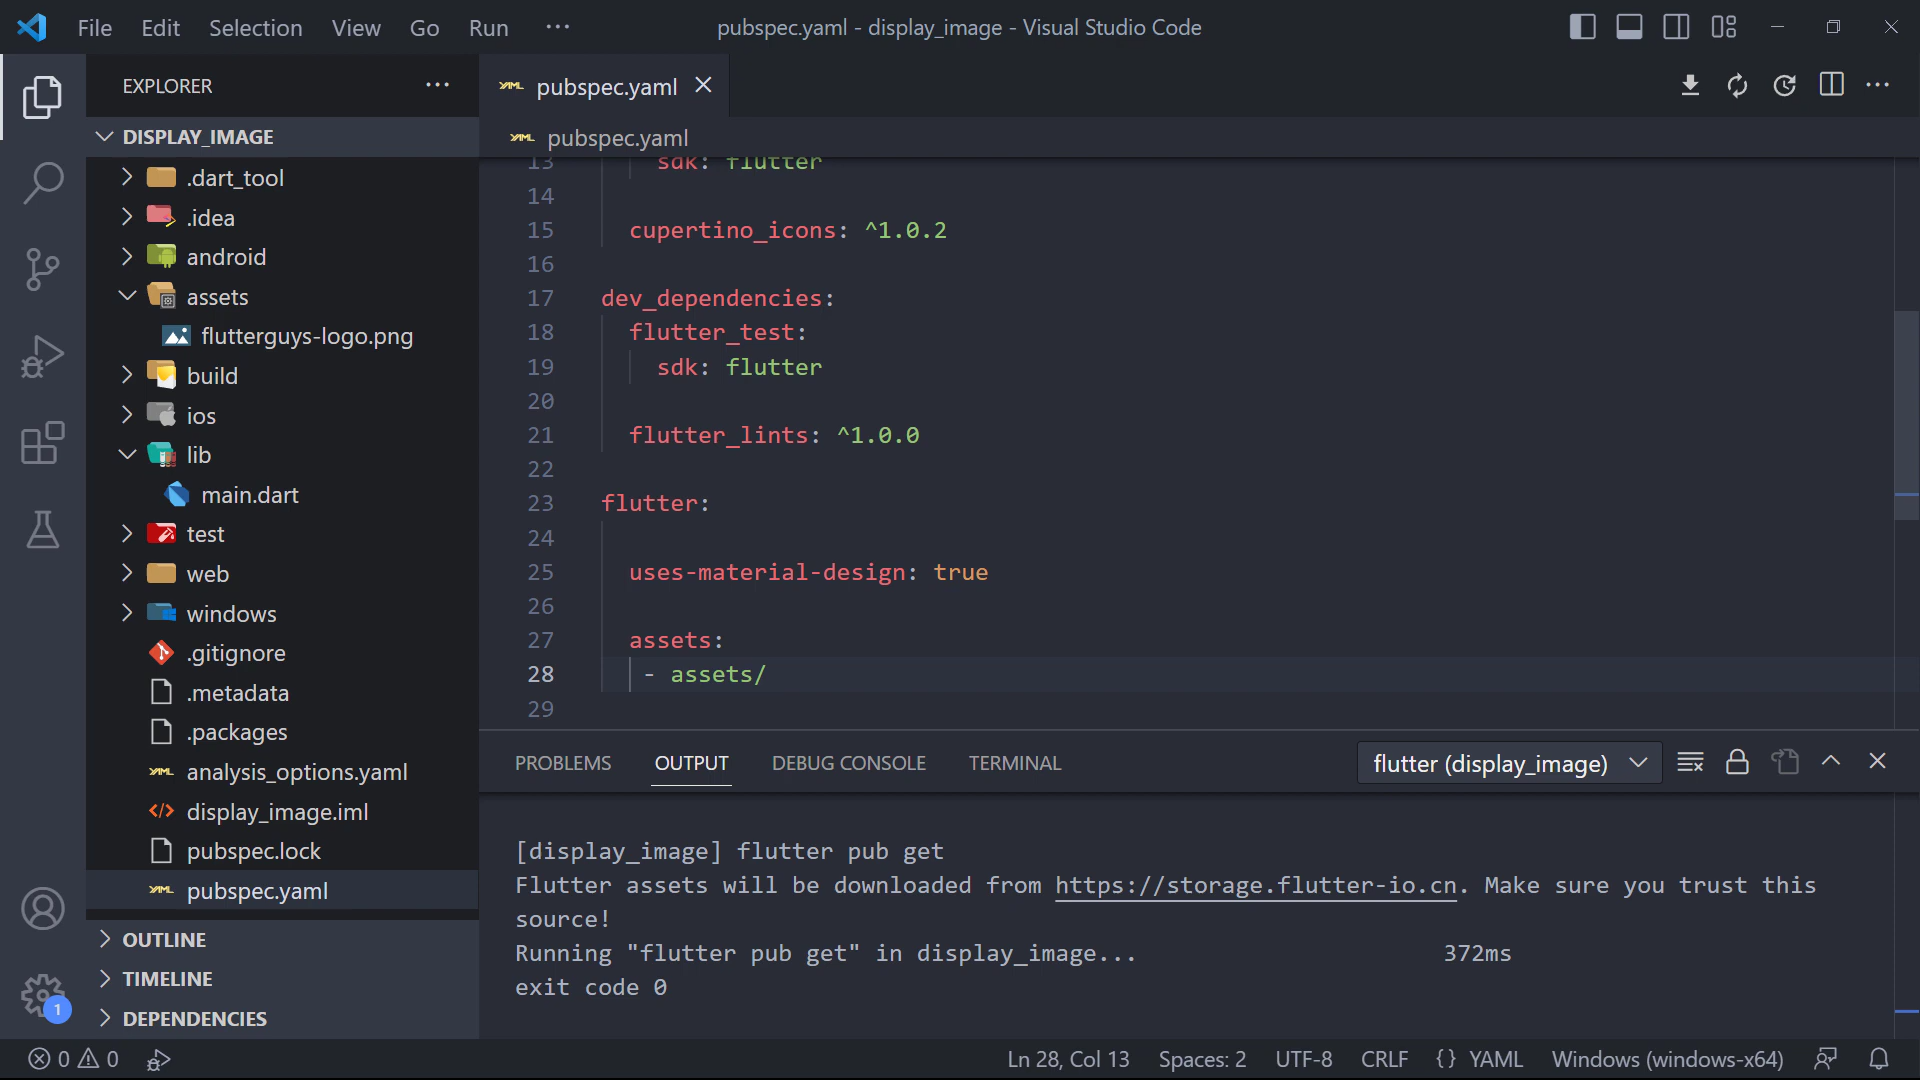 File Edit Selection View Go Run ··· pubspec.yaml - display_image - Visual Studio Code
EXPLORER
pubspec.yaml
DISPLAY_IMAGE
pubspec.yaml
.dart_tool
.idea
android
assets
flutterguys-logo.png
build
ios
lib
main.dart
test
web
windows
.gitignore
.metadata
.packages
analysis_options.yaml
display_image.iml
pubspec.lock
pubspec.yaml
OUTLINE
TIMELINE
DEPENDENCIES
1
13 sdk: flutter
14
15 cupertino_icons: ^1.0.2
16
17 dev_dependencies:
18 flutter_test:
19 sdk: flutter
20
21 flutter_lints: ^1.0.0
22
23 flutter:
24
25 uses-material-design: true
26
27 assets:
28 - assets/
29
PROBLEMS OUTPUT DEBUG CONSOLE TERMINAL flutter (display_image)
[display_image] flutter pub get
Flutter assets will be downloaded from https://storage.flutter-io.cn. Make sure you trust this
source!
Running "flutter pub get" in display_image... 372ms
exit code 0
0 0 Ln 28, Col 13 Spaces: 2 UTF-8 CRLF {} YAML Windows (windows-x64)